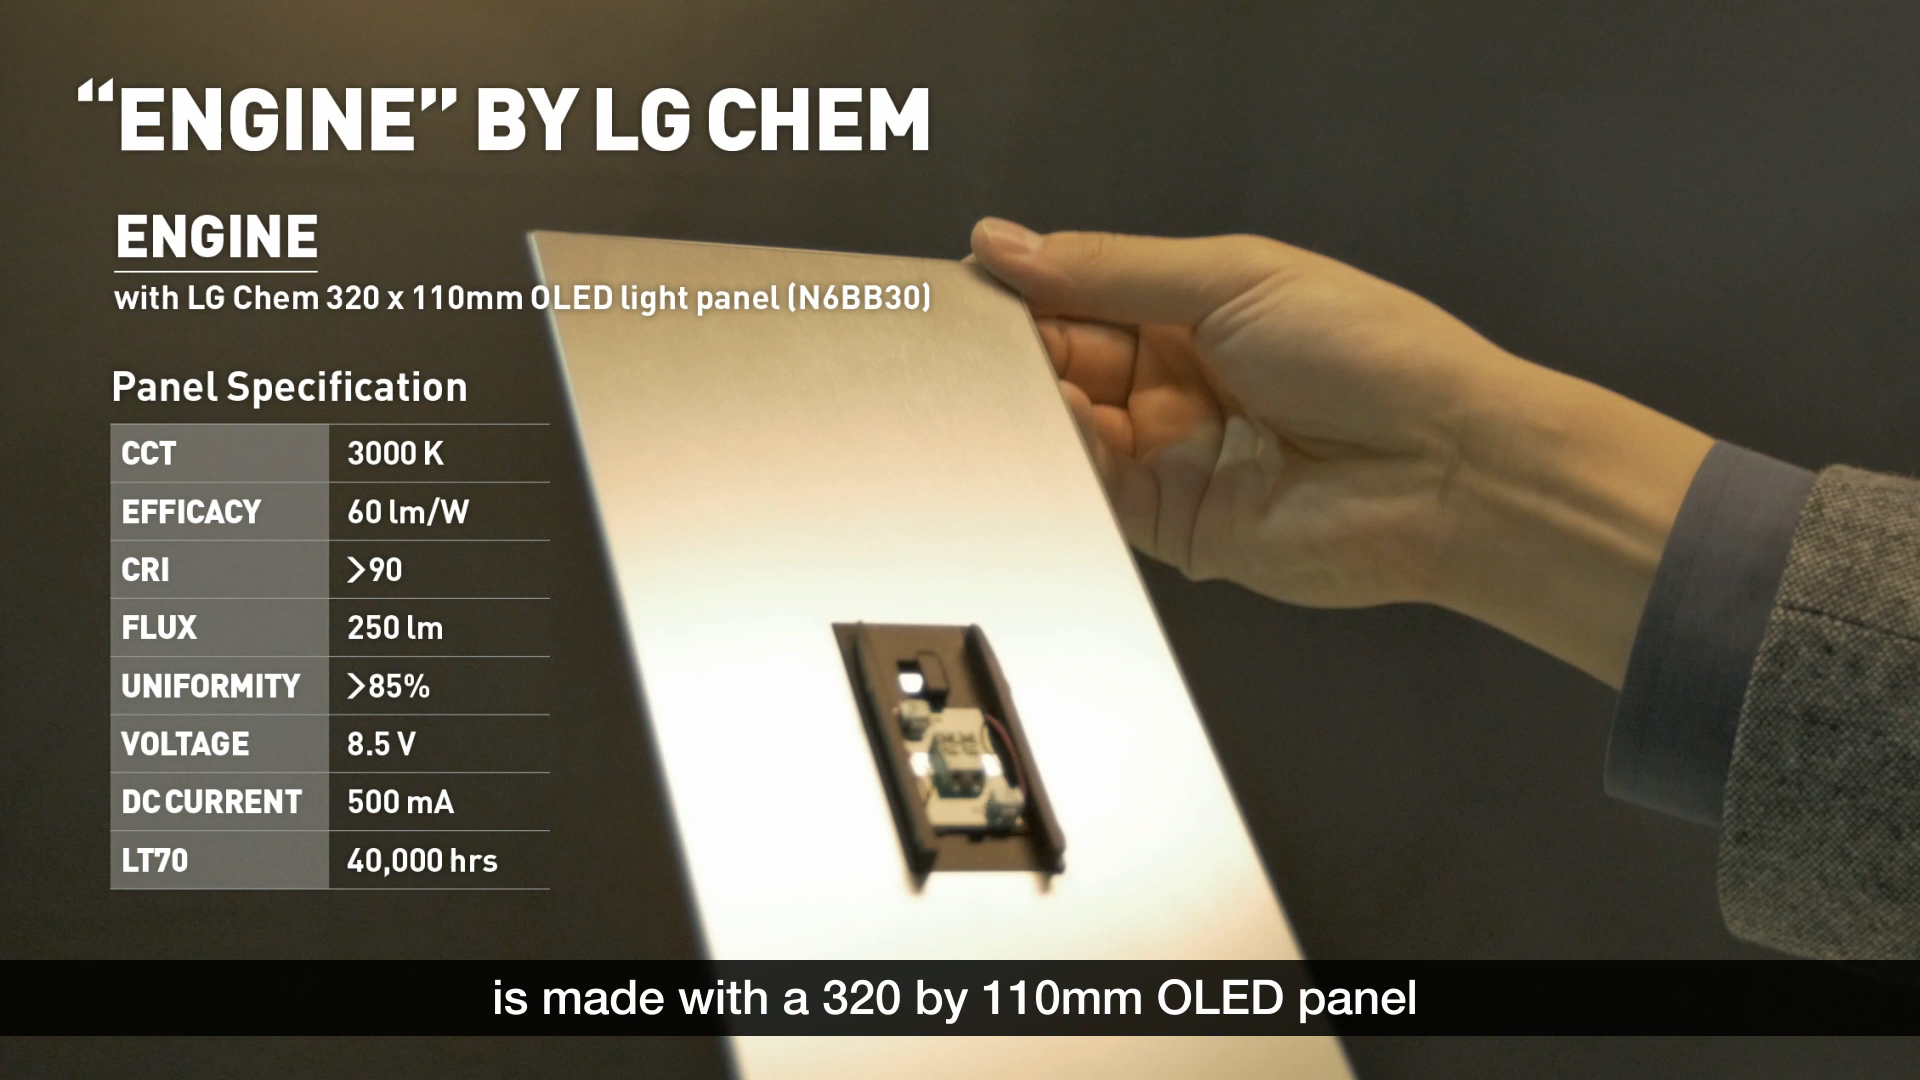 “ENGINE” BY LG CHEM
ENGINE
with LG Chem 320 x 110mm OLED light panel (N6BB30)
Panel Specification
CCT 3000 K
EFFICACY 60 lm/W
CRI >90
FLUX 250 lm
UNIFORMITY >85%
VOLTAGE 8.5 V
DC CURRENT 500 mA
LT70 40,000 hrs
is made with a 320 by 110mm OLED panel